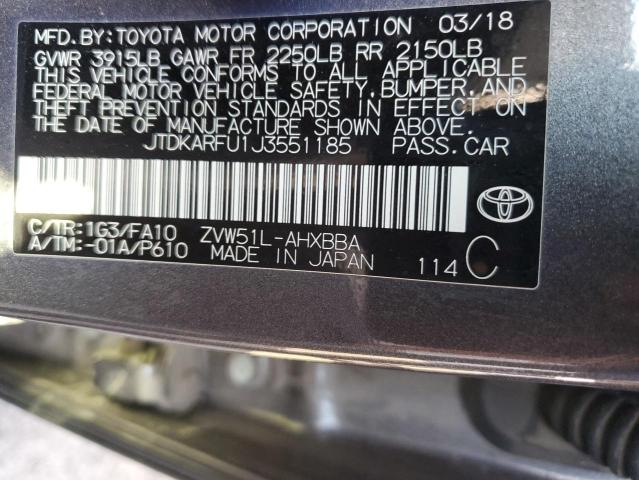 MFD. BY: TOYOTA MOTOR CORPORATION 03/18
GVWR 3915LB GAWR FR 2250LB RR 2150LB
THIS VEHICLE CONFORMS TO ALL APPLICABLE
FEDERAL MOTOR VEHICLE SAFETY, BUMPER, AND
THEFT PREVENTION STANDARDS IN EFFECT ON
THE DATE OF MANUFACTURE SHOWN ABOVE.
JTDKARFU1J3551185 PASS. CAR
C/TR: 1G3/FA10 ZVW51L-AHXBBA
A/TM: -01A/P610 MADE IN JAPAN 114 C